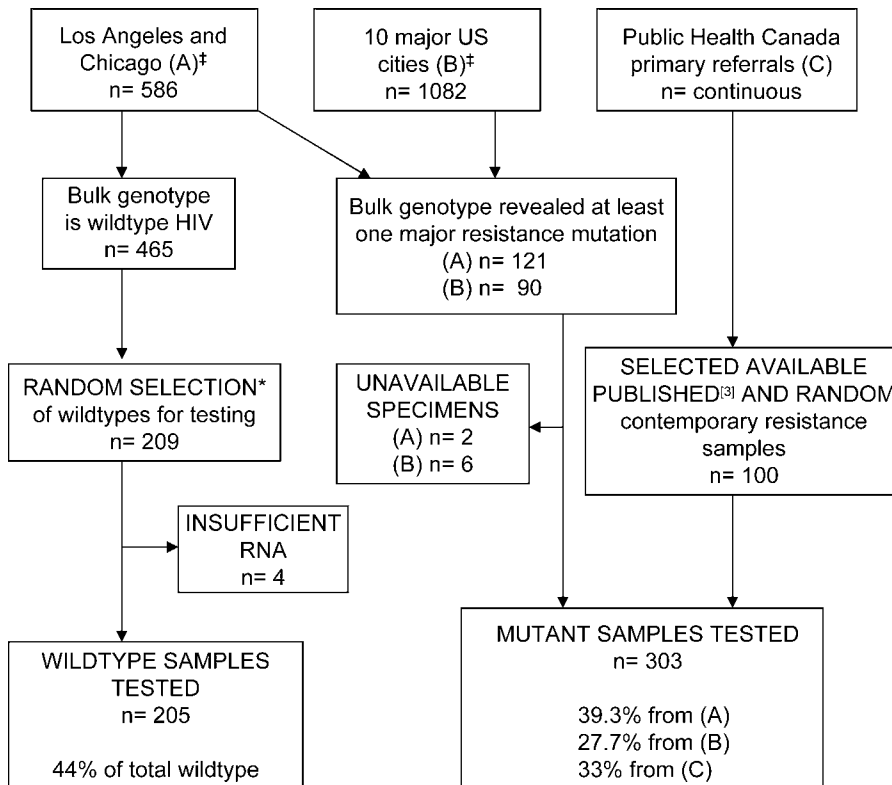 Los Angeles and
Chicago (A)‡
n= 586
10 major US
cities (B)‡
n= 1082
Public Health Canada
primary referrals (C)
n= continuous
Bulk genotype
is wildtype HIV
n= 465
Bulk genotype revealed at least
one major resistance mutation
(A) n= 121
(B) n= 90
RANDOM SELECTION*
of wildtypes for testing
n= 209
UNAVAILABLE
SPECIMENS
(A) n= 2
(B) n= 6
SELECTED AVAILABLE
PUBLISHED[3] AND RANDOM
contemporary resistance
samples
n= 100
INSUFFICIENT
RNA
n= 4
WILDTYPE SAMPLES
TESTED
n= 205
44% of total wildtype
MUTANT SAMPLES TESTED
n= 303
39.3% from (A)
27.7% from (B)
33% from (C)